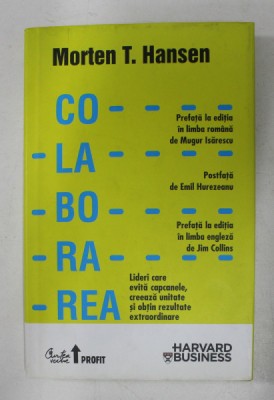 Morten T. Hansen
CO - - - - -
Prefață la ediția
în limba română
de Mugur Isărescu
- LA - - - -
- - BO - - -
Postfață
de Emil Hurezeanu
- - - RA - -
Prefață la ediția
în limba engleză
de Jim Collins
- - - - REA
Lideri care
evită capcanele,
creează unitate
și obțin rezultate
extraordinare
Cartea
veche
PROFIT
HARVARD
BUSINESS